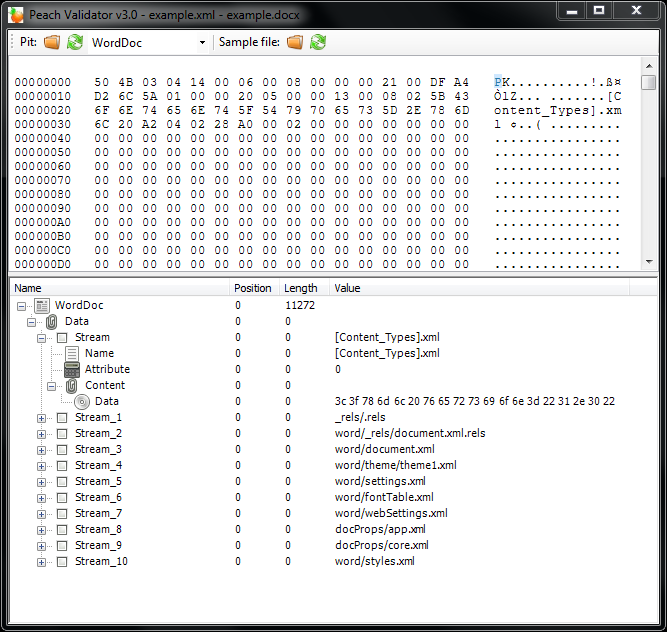 Peach Validator v3.0 - example.xml - example.docx
Pit: WordDoc Sample file:
00000000 50 4B 03 04 14 00 06 00 08 00 00 00 21 00 DF A4 PK..........!.ß¤
00000010 D2 6C 5A 01 00 00 20 05 00 00 13 00 08 02 5B 43 ÒlZ... .......[C
00000020 6F 6E 74 65 6E 74 5F 54 79 70 65 73 5D 2E 78 6D ontent_Types].xm
00000030 6C 20 A2 04 02 28 A0 00 02 00 00 00 00 00 00 00 l ¢..( .........
00000040 00 00 00 00 00 00 00 00 00 00 00 00 00 00 00 00 ................
00000050 00 00 00 00 00 00 00 00 00 00 00 00 00 00 00 00 ................
00000060 00 00 00 00 00 00 00 00 00 00 00 00 00 00 00 00 ................
00000070 00 00 00 00 00 00 00 00 00 00 00 00 00 00 00 00 ................
00000080 00 00 00 00 00 00 00 00 00 00 00 00 00 00 00 00 ................
00000090 00 00 00 00 00 00 00 00 00 00 00 00 00 00 00 00 ................
000000A0 00 00 00 00 00 00 00 00 00 00 00 00 00 00 00 00 ................
000000B0 00 00 00 00 00 00 00 00 00 00 00 00 00 00 00 00 ................
000000C0 00 00 00 00 00 00 00 00 00 00 00 00 00 00 00 00 ................
000000D0 00 00 00 00 00 00 00 00 00 00 00 00 00 00 00 00 ................
Name Position Length Value
WordDoc 0 11272
Data 0 0
Stream 0 0 [Content_Types].xml
Name 0 0 [Content_Types].xml
Attribute 0 0 0
Content 0 0
Data 0 0 3c 3f 78 6d 6c 20 76 65 72 73 69 6f 6e 3d 22 31 2e 30 22
Stream_1 0 0 _rels/.rels
Stream_2 0 0 word/_rels/document.xml.rels
Stream_3 0 0 word/document.xml
Stream_4 0 0 word/theme/theme1.xml
Stream_5 0 0 word/settings.xml
Stream_6 0 0 word/fontTable.xml
Stream_7 0 0 word/webSettings.xml
Stream_8 0 0 docProps/app.xml
Stream_9 0 0 docProps/core.xml
Stream_10 0 0 word/styles.xml